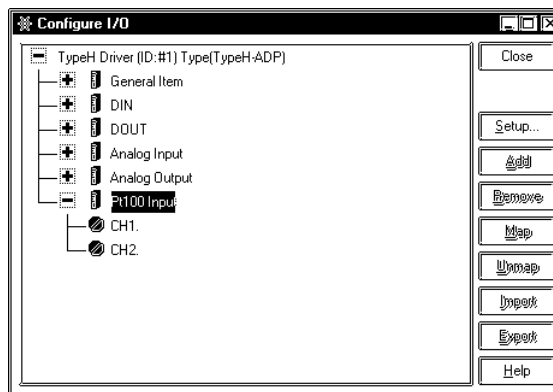 Configure I/O
TypeH Driver (ID:#1) Type(TypeH-ADP)
General Item
DIN
DOUT
Analog Input
Analog Output
Pt100 Input
CH1.
CH2.
Close
Setup...
Add
Remove
Map
Unmap
Import
Export
Help